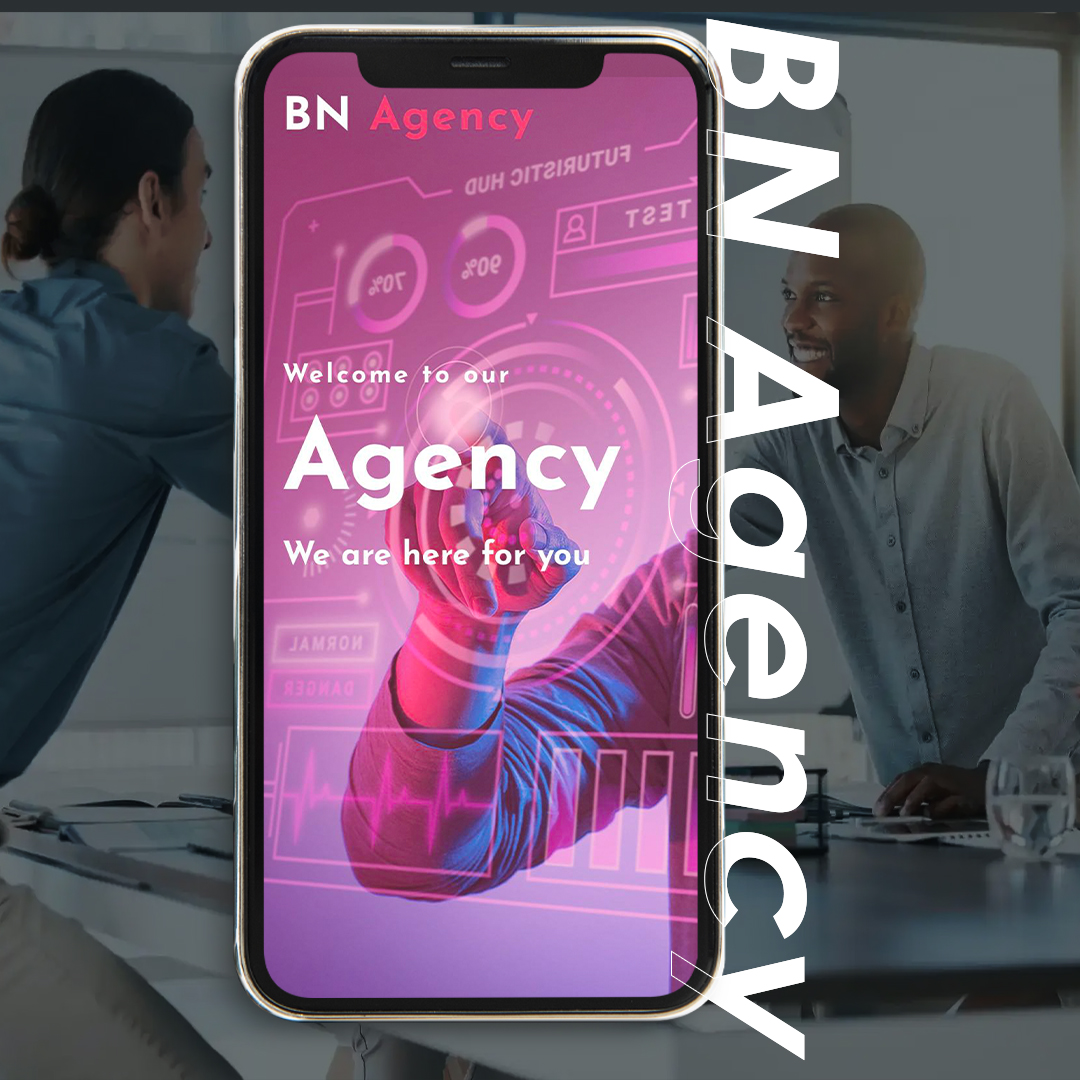 BN Agency
FUTURISTIC HUD
TEST
70%
90%
Welcome to our
Agency
We are here for you
NORMAL
DANGER
BN Agency